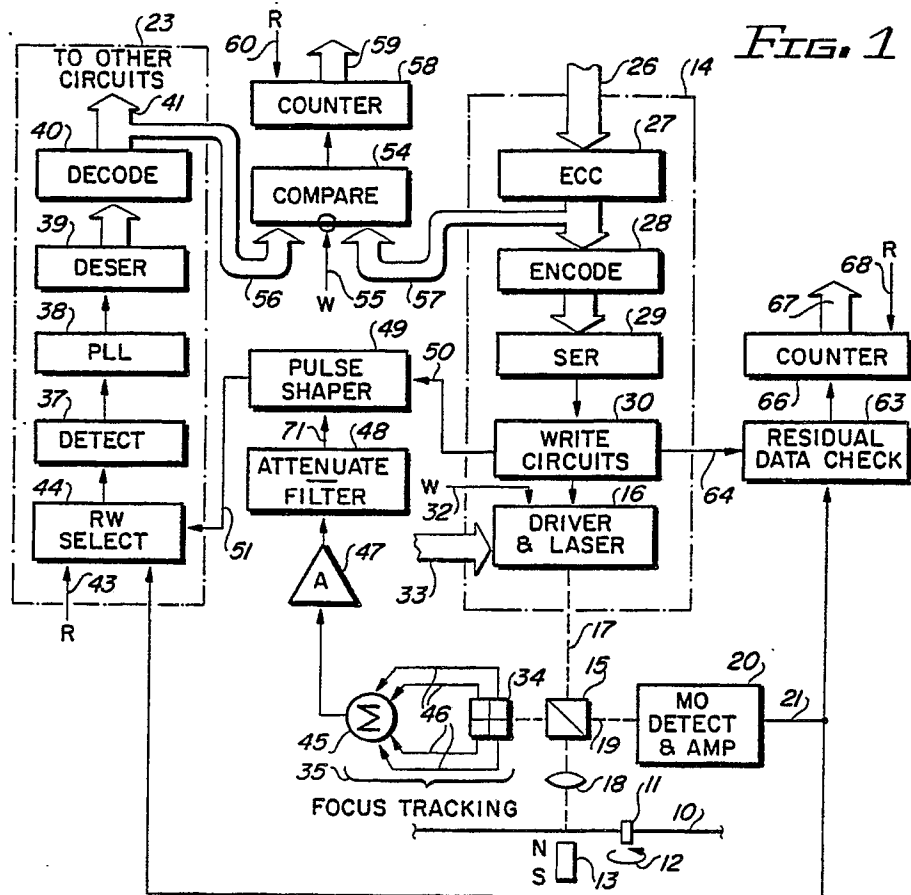 FIG. 1
23
TO OTHER
CIRCUITS
41
40
DECODE
39
DESER
38
PLL
37
DETECT
44
RW
SELECT
43
R
51
R
60
59
58
COUNTER
54
COMPARE
56
W
55
57
49
PULSE
SHAPER
50
71
48
ATTENUATE
FILTER
47
A
26
14
27
ECC
28
ENCODE
29
SER
30
WRITE
CIRCUITS
W
32
16
DRIVER
& LASER
33
17
R
68
67
COUNTER
66
63
RESIDUAL
DATA CHECK
64
34
15
20
MO
DETECT
& AMP
21
19
Σ
45
46
35
FOCUS TRACKING
18
11
10
N
S
13
12